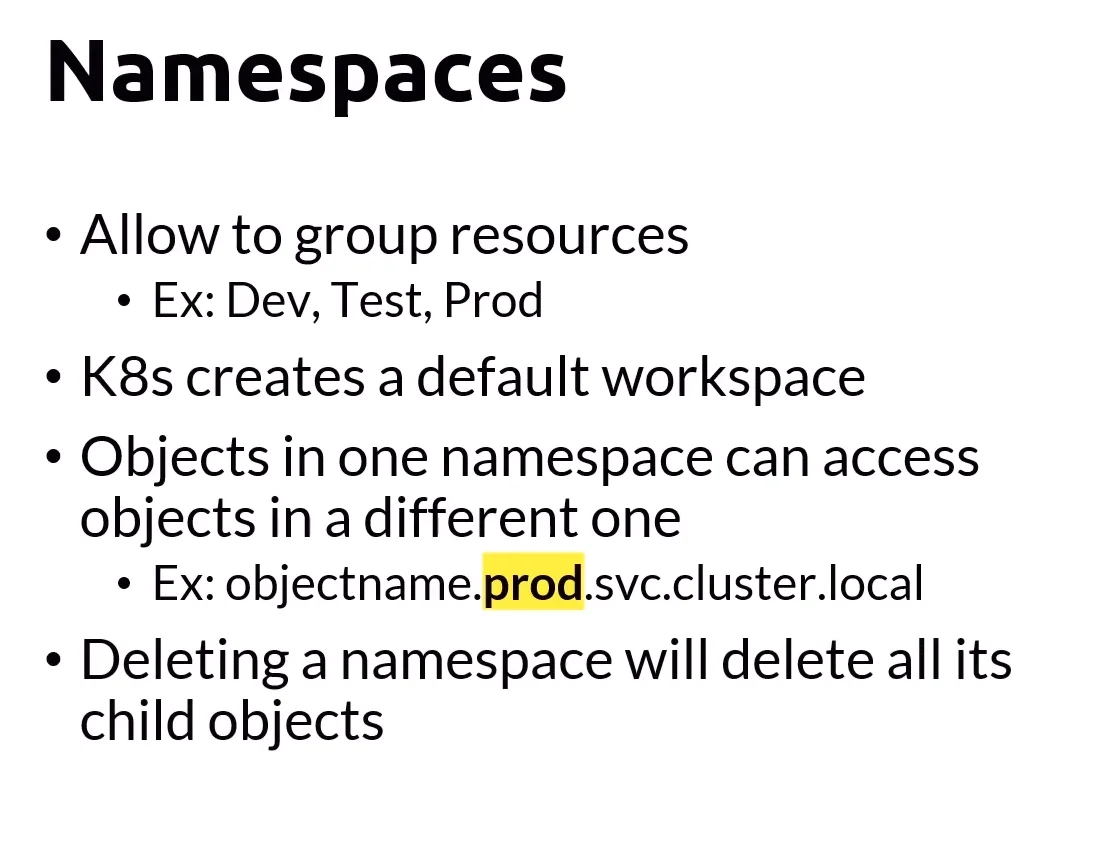 Namespaces
• Allow to group resources
• Ex: Dev, Test, Prod
• K8s creates a default workspace
• Objects in one namespace can access
objects in a different one
• Ex: objectname.prod.svc.cluster.local
• Deleting a namespace will delete all its
child objects